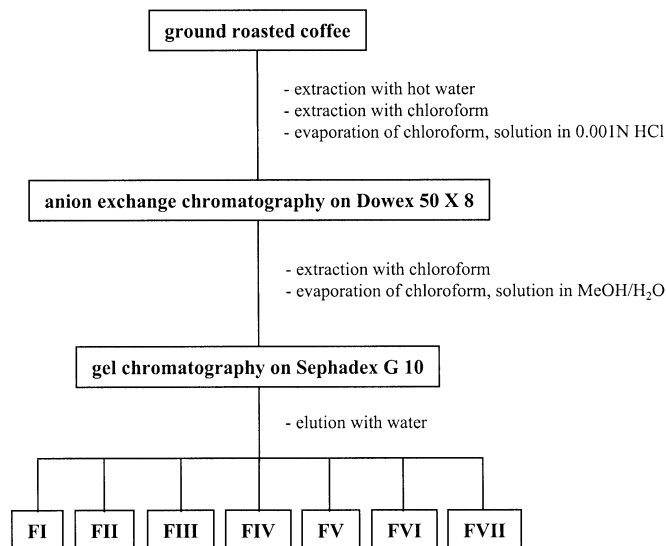 ground roasted coffee
- extraction with hot water
- extraction with chloroform
- evaporation of chloroform, solution in 0.001N HCl
anion exchange chromatography on Dowex 50 X 8
- extraction with chloroform
- evaporation of chloroform, solution in MeOH/H₂O
gel chromatography on Sephadex G 10
- elution with water
FI FII FIII FIV FV FVI FVII